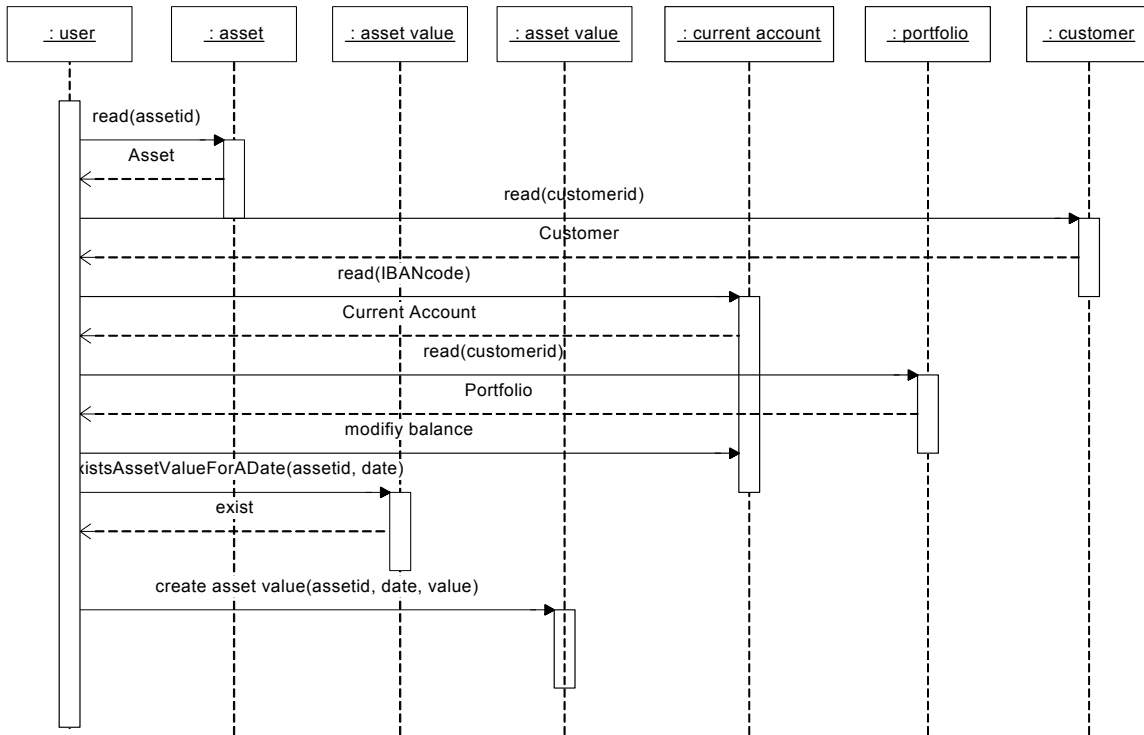 : user
: asset
: asset value
: asset value
: current account
: portfolio
: customer
read(assetid)
Asset
read(customerid)
Customer
read(IBANcode)
Current Account
read(customerid)
Portfolio
modifiy balance
xistsAssetValueForADate(assetid, date)
exist
create asset value(assetid, date, value)